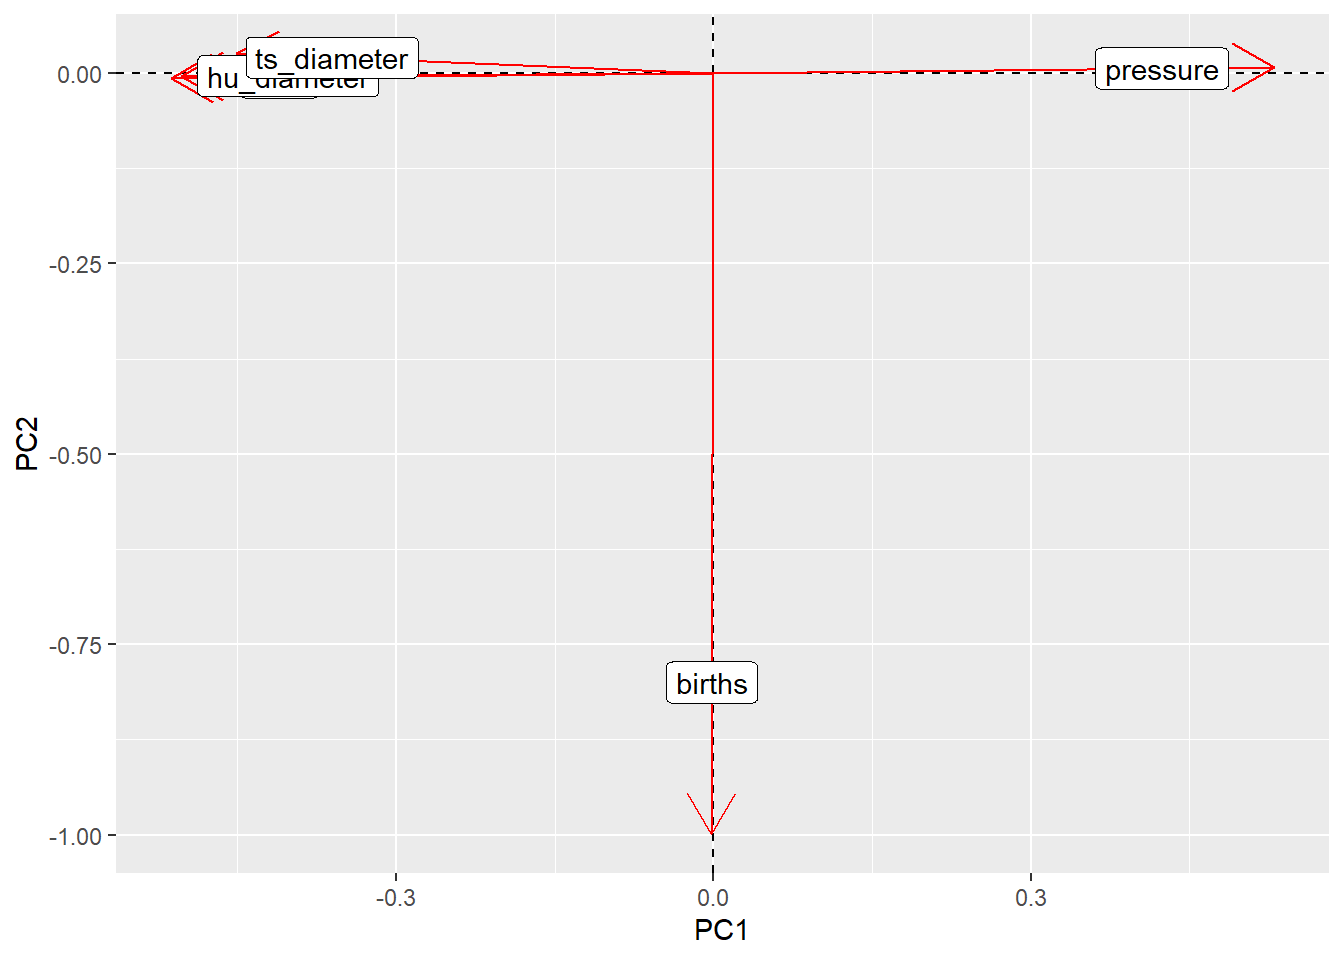 ts_diameter
hu_diameter
pressure
births
0.00
-0.25
-0.50
-0.75
-1.00
PC2
-0.3
0.0
0.3
PC1